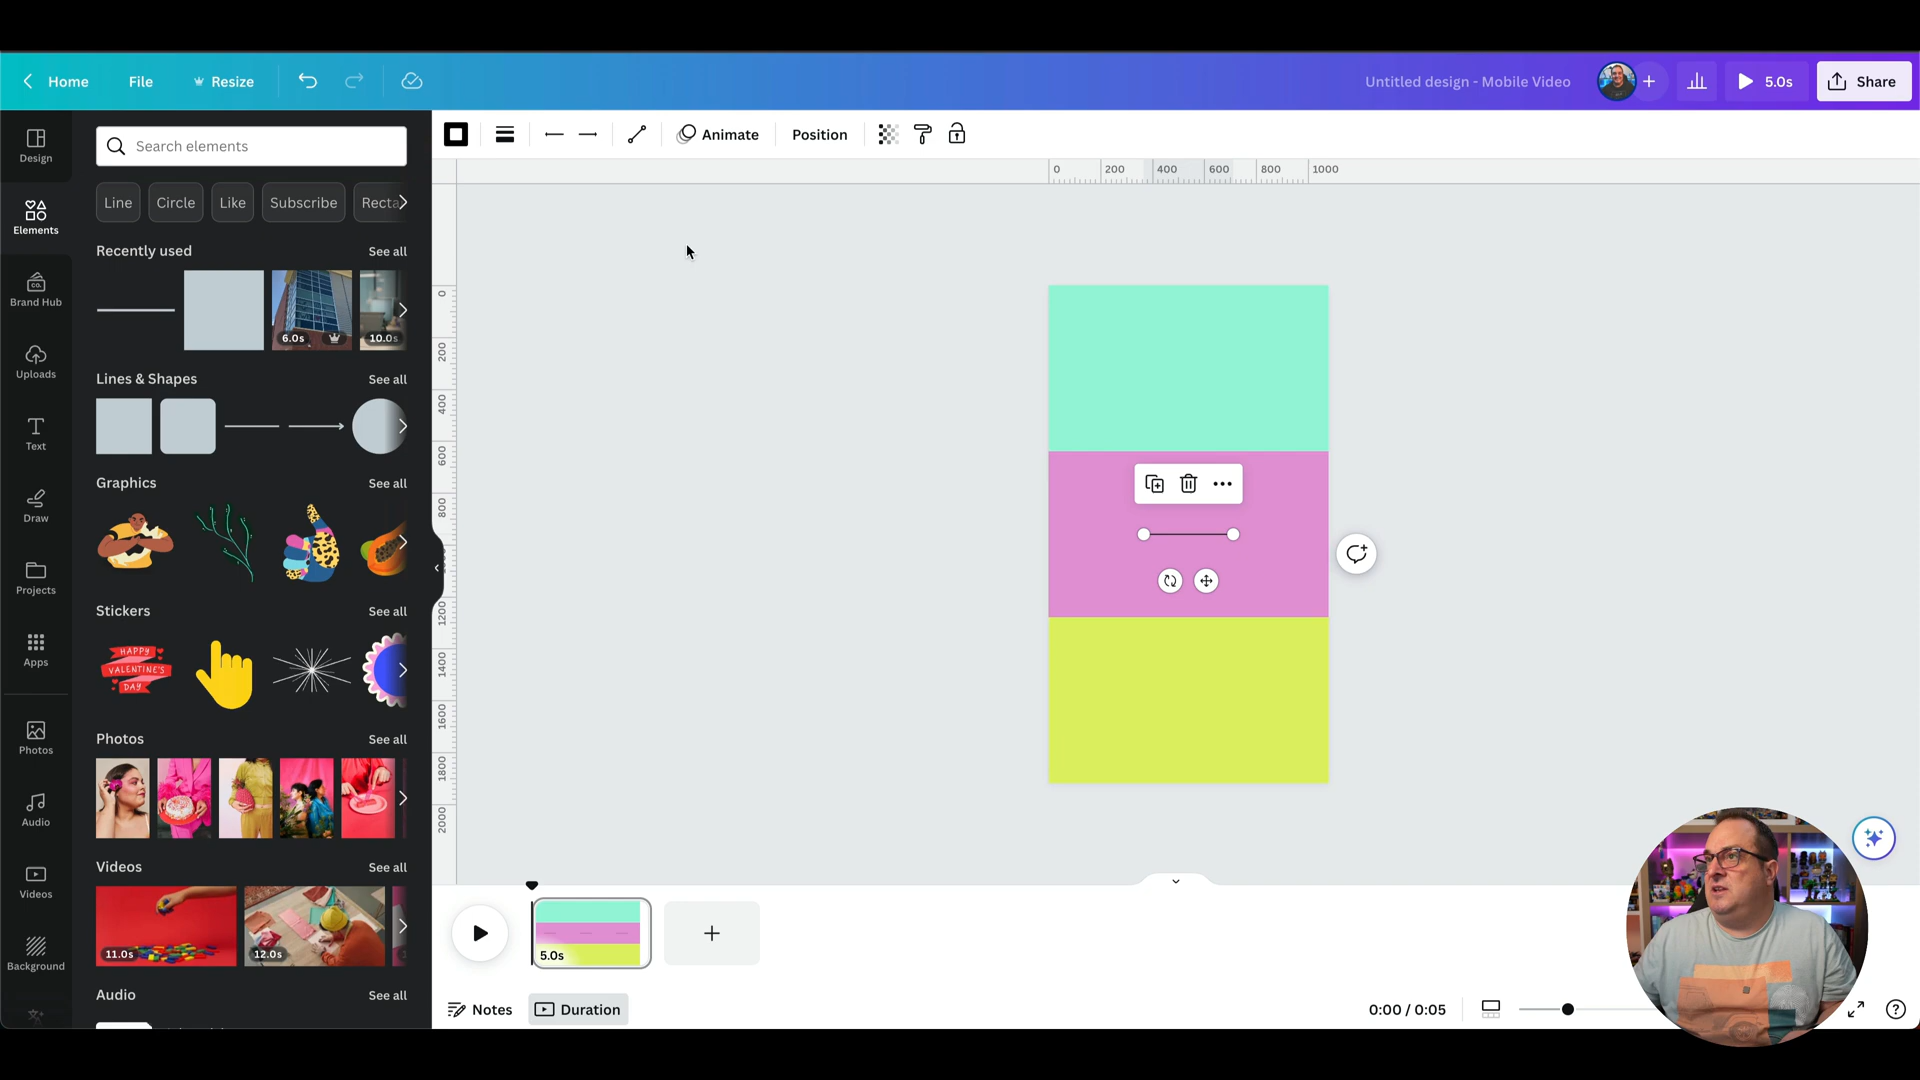 Home
File
Resize
Untitled design - Mobile Video
5.0s
Share
Design
Elements
Brand Hub
Uploads
Text
Draw
Projects
Apps
Photos
Audio
Videos
Background
Search elements
Line
Circle
Like
Subscribe
Recta
Recently used
See all
6.0s
10.0s
Lines & Shapes
See all
Graphics
See all
Stickers
See all
HAPPY
VALENTINE'S
DAY
Photos
See all
Videos
See all
11.0s
12.0s
Audio
See all
Animate
Position
0 200 400 600 800 1000
0
200
400
600
800
1200
1400
1600
1800
2000
5.0s
Notes
Duration
0:00 / 0:05